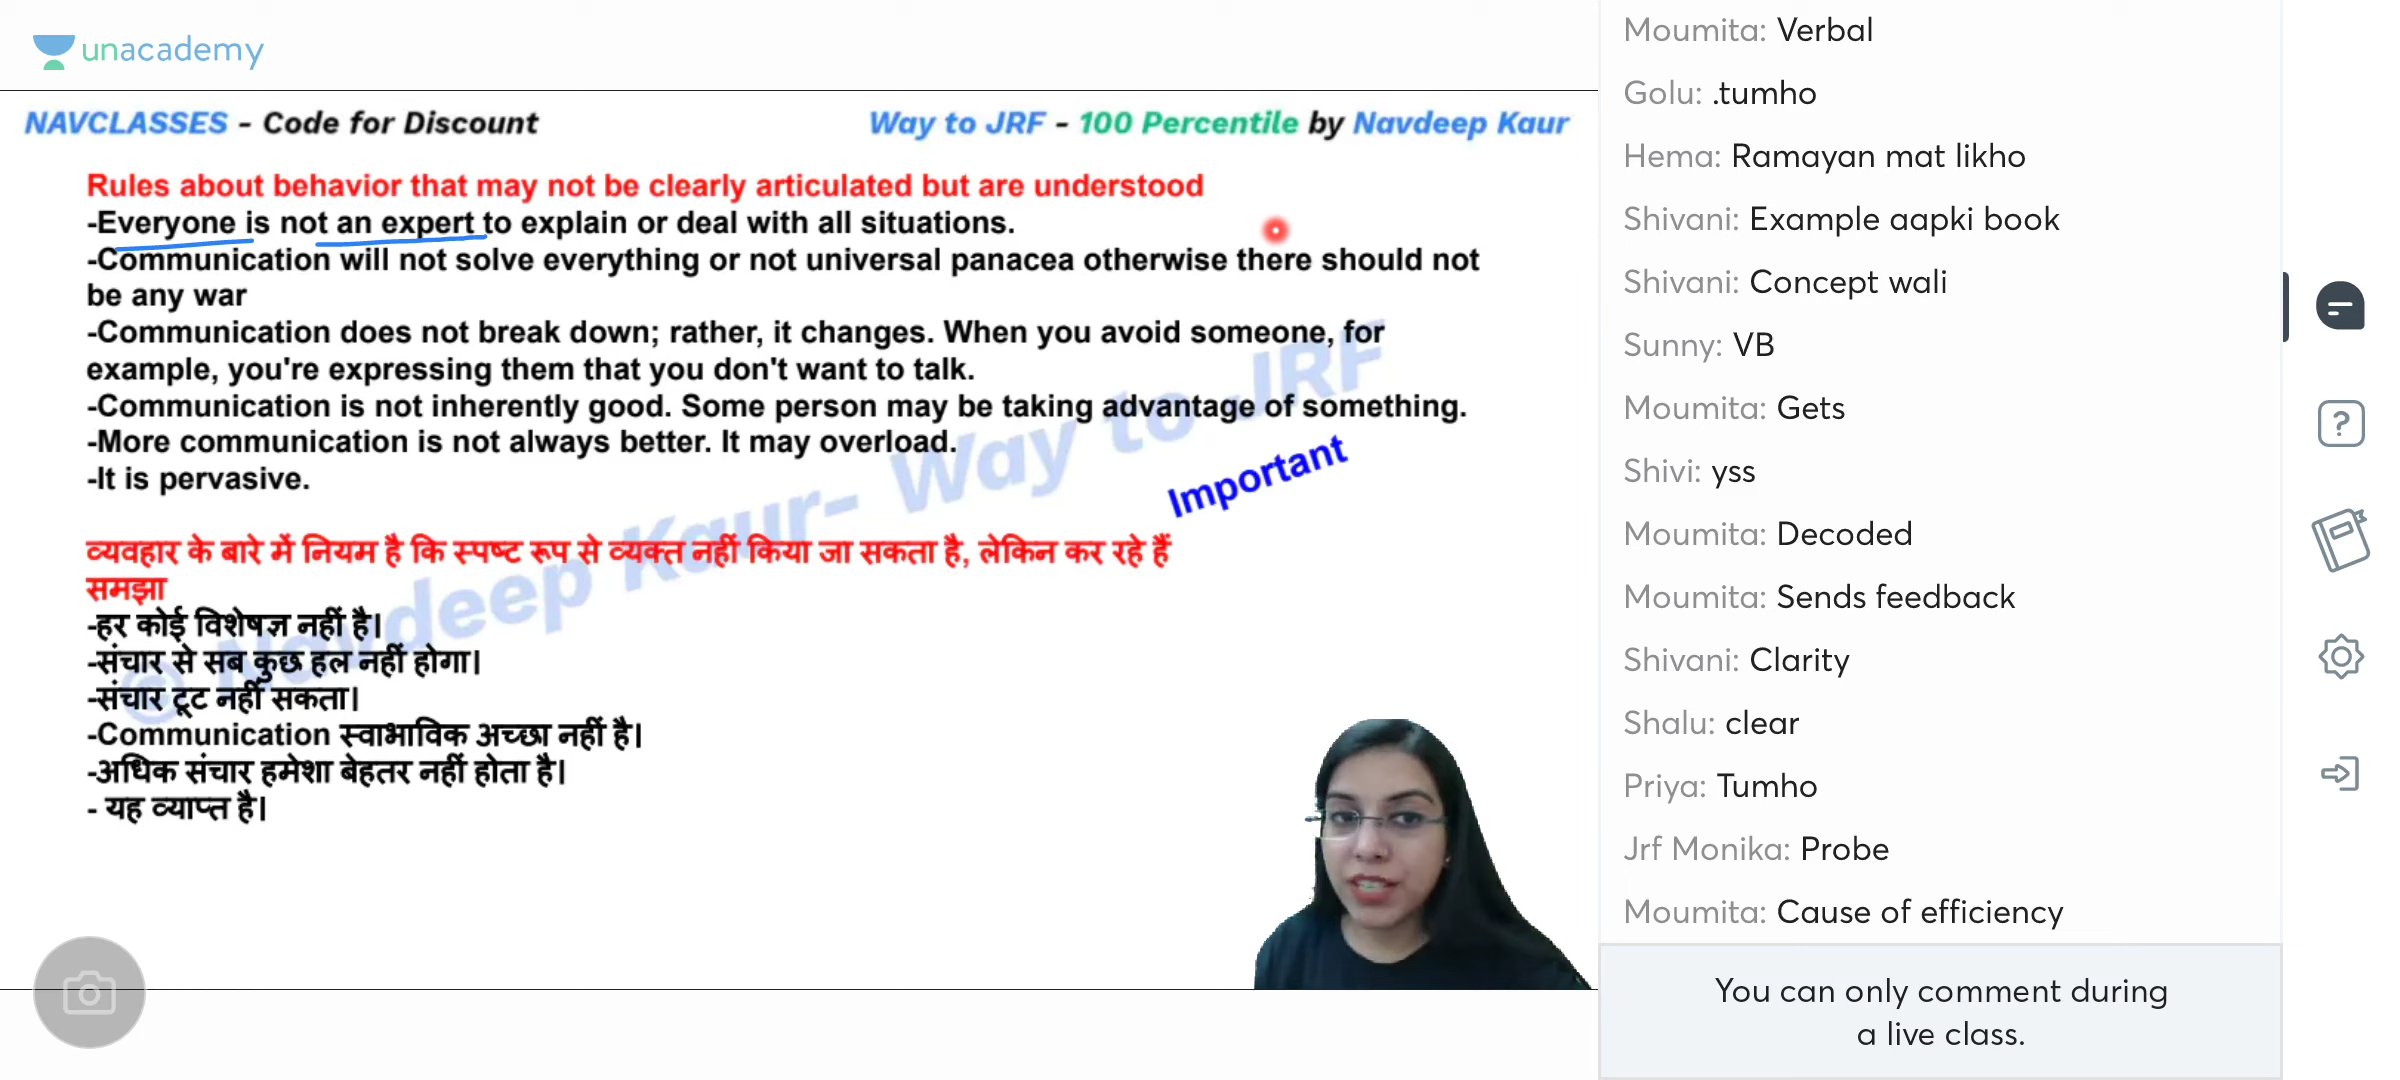 unacademy
NAVCLASSES - Code for Discount
Way to JRF - 100 Percentile by Navdeep Kaur
Rules about behavior that may not be clearly articulated but are understood
-Everyone is not an expert to explain or deal with all situations.
-Communication will not solve everything or not universal panacea otherwise there should not
be any war
-Communication does not break down; rather, it changes. When you avoid someone, for
example, you're expressing them that you don't want to talk.
-Communication is not inherently good. Some person may be taking advantage of something.
-More communication is not always better. It may overload.
-It is pervasive.
Important
व्यवहार के बारे में नियम है कि स्पष्ट रूप से व्यक्त नहीं किया जा सकता है, लेकिन कर रहे हैं
समझा
-हर कोई विशेषज्ञ नहीं है।
-संचार से सब कुछ हल नहीं होगा।
-संचार टूट नहीं सकता।
-Communication स्वाभाविक अच्छा नहीं है।
-अधिक संचार हमेशा बेहतर नहीं होता है।
- यह व्याप्त है।
© Navdeep Kaur- Way to JRF
Moumita: Verbal
Golu: .tumho
Hema: Ramayan mat likho
Shivani: Example aapki book
Shivani: Concept wali
Sunny: VB
Moumita: Gets
Shivi: yss
Moumita: Decoded
Moumita: Sends feedback
Shivani: Clarity
Shalu: clear
Priya: Tumho
Jrf Monika: Probe
Moumita: Cause of efficiency
You can only comment during
a live class.
?